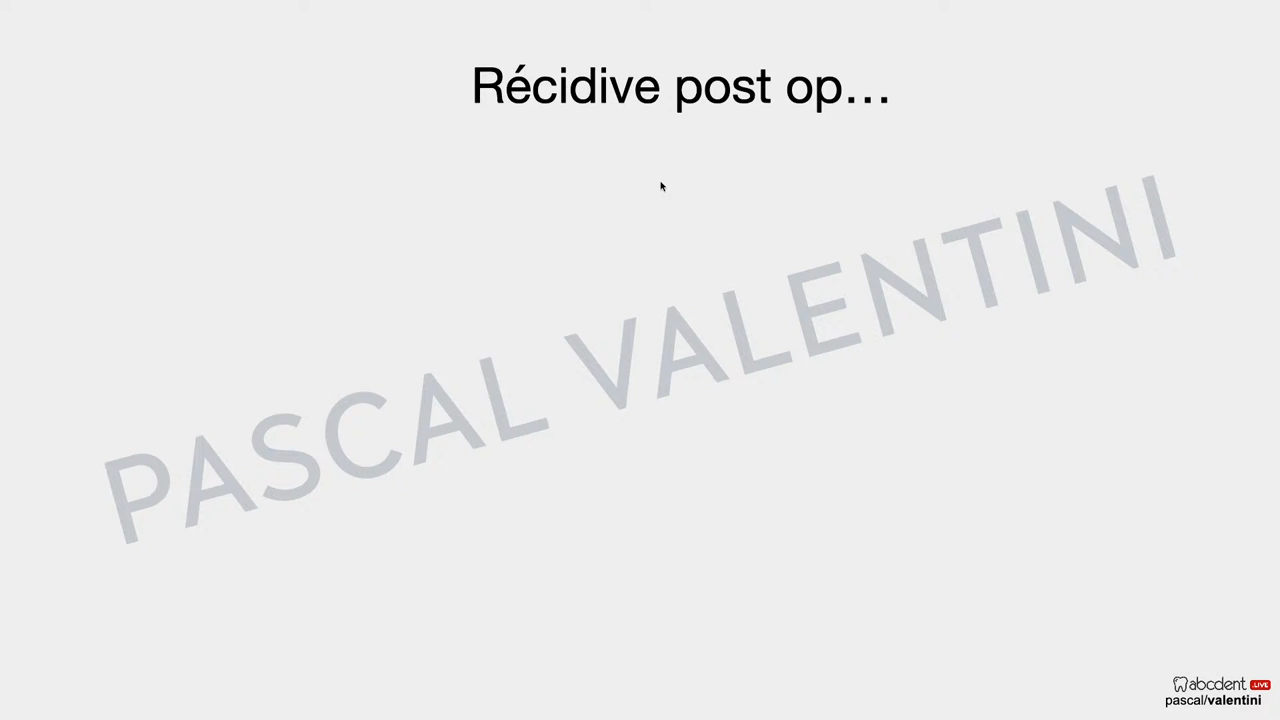 Récidive post op…
PASCAL VALENTINI
abcdent.LIVE
pascal/valentini